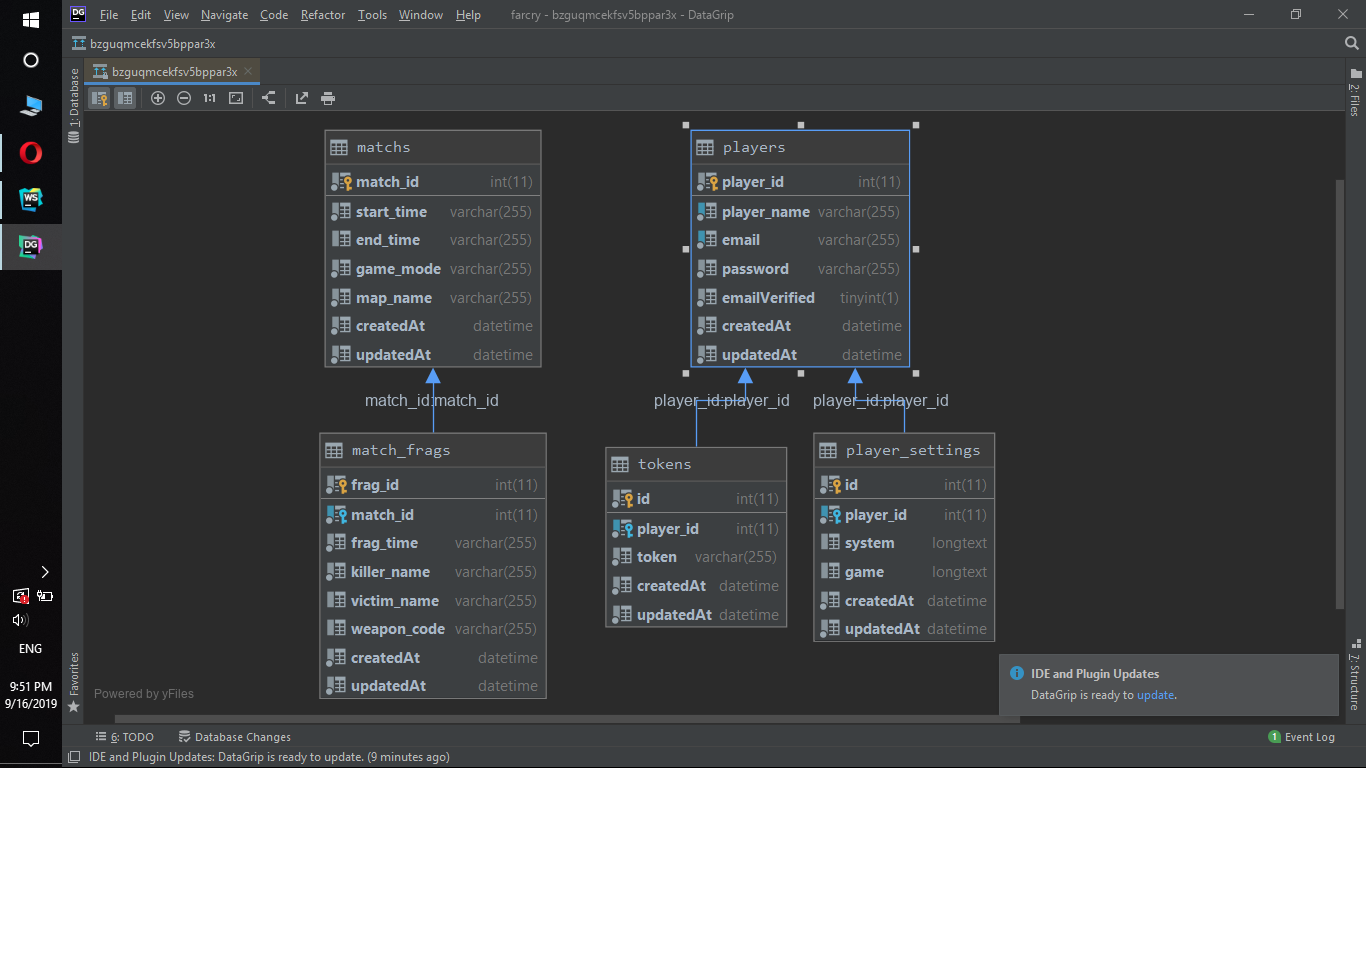 DG File Edit View Navigate Code Refactor Tools Window Help farcry - bzguqmcekfsv5bppar3x - DataGrip
bzguqmcekfsv5bppar3x
bzguqmcekfsv5bppar3x
1:1
1: Database
2: Files
matchs
match_id int(11)
start_time varchar(255)
end_time varchar(255)
game_mode varchar(255)
map_name varchar(255)
createdAt datetime
updatedAt datetime
players
player_id int(11)
player_name varchar(255)
email varchar(255)
password varchar(255)
emailVerified tinyint(1)
createdAt datetime
updatedAt datetime
match_id:match_id
player_id:player_id
player_id:player_id
match_frags
frag_id int(11)
match_id int(11)
frag_time varchar(255)
killer_name varchar(255)
victim_name varchar(255)
weapon_code varchar(255)
createdAt datetime
updatedAt datetime
tokens
id int(11)
player_id int(11)
token varchar(255)
createdAt datetime
updatedAt datetime
player_settings
id int(11)
player_id int(11)
system longtext
game longtext
createdAt datetime
updatedAt datetime
WS
DG
ENG
9:51 PM
9/16/2019
Favorites
7: Structure
Powered by yFiles
IDE and Plugin Updates
DataGrip is ready to update.
6: TODO Database Changes
1 Event Log
IDE and Plugin Updates: DataGrip is ready to update. (9 minutes ago)